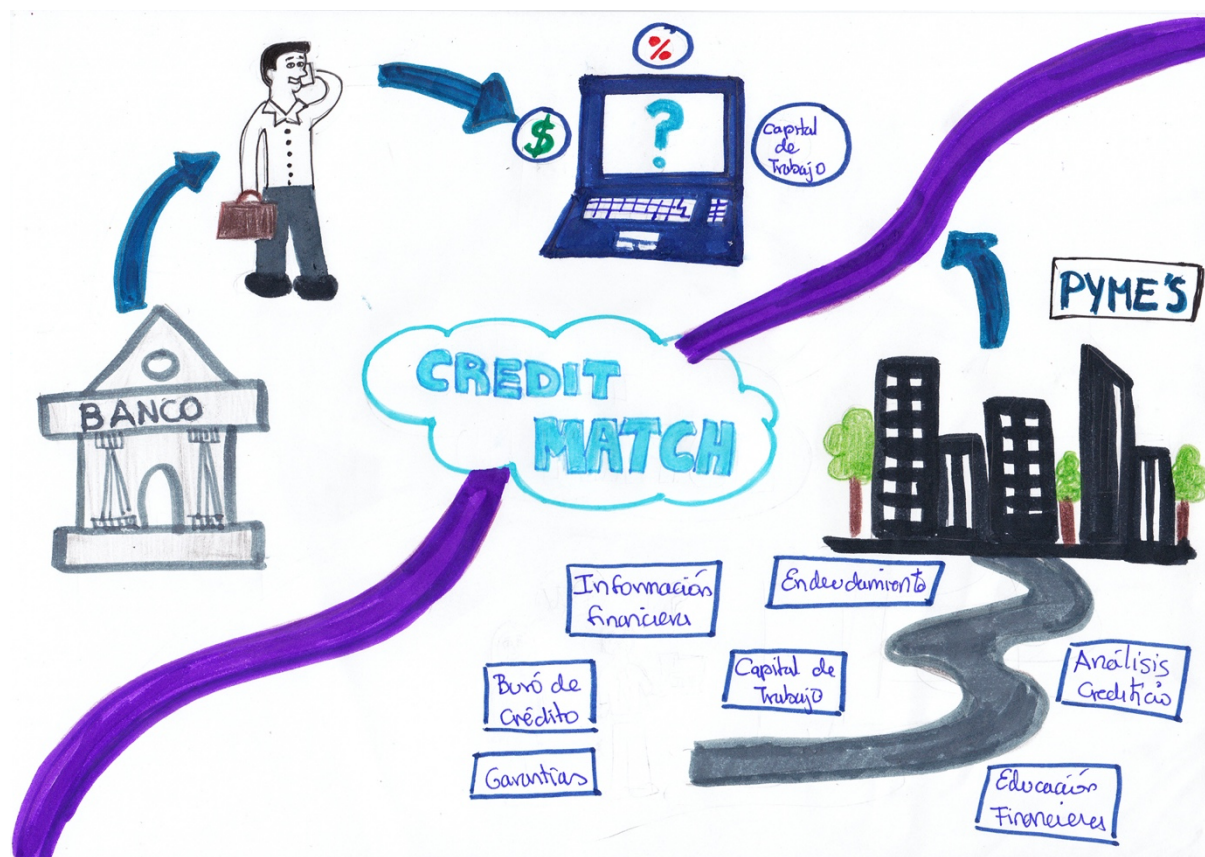 %
$
?
Capital
de
Trabajo
PYME'S
BANCO
CREDIT
MATCH
Información
financiera
Endeudamiento
Buró de
Crédito
Capital de
Trabajo
Análisis
Crediticio
Garantías
Educación